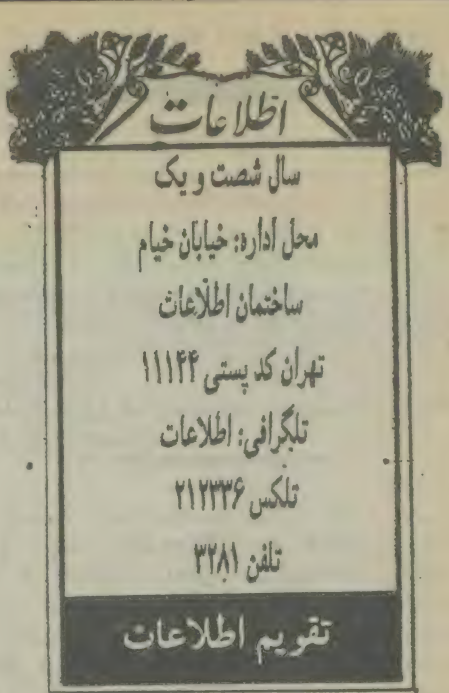 اطلاعات
سال شصت و یک
محل اداره: خیابان خیام
ساختمان اطلاعات
تهران کد پستی ۱۱۱۴۴
تلگرافی: اطلاعات
تلکس ۲۱۲۳۳۶
تلفن ۳۲۸۱
تقویم اطلاعات